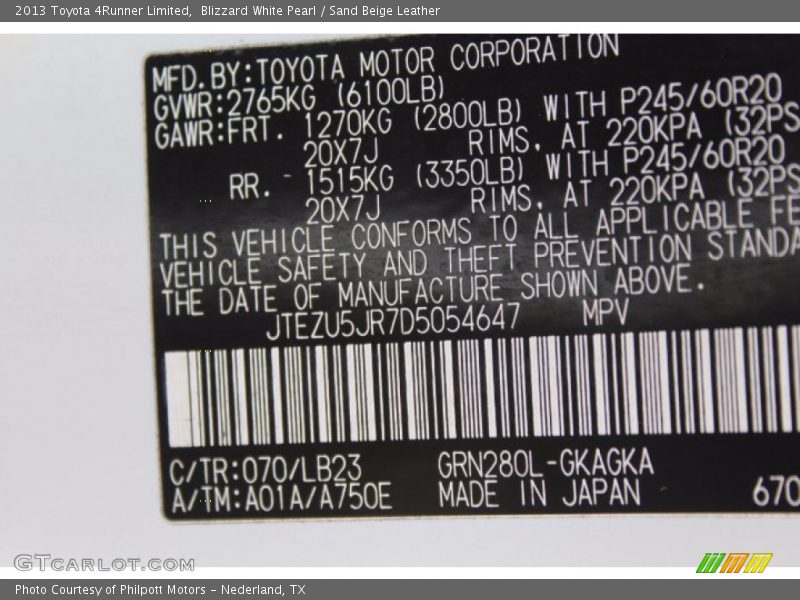 2013 Toyota 4Runner Limited, Blizzard White Pearl / Sand Beige Leather
MFD.BY:TOYOTA MOTOR CORPORATION
GVWR:2765KG (6100LB)
GAWR:FRT. 1270KG (2800LB) WITH P245/60R20
20X7J RIMS, AT 220KPA (32PS
RR. 1515KG (3350LB) WITH P245/60R20
20X7J RIMS, AT 220KPA (32PS
THIS VEHICLE CONFORMS TO ALL APPLICABLE FE
VEHICLE SAFETY AND THEFT PREVENTION STANDA
THE DATE OF MANUFACTURE SHOWN ABOVE.
JTEZU5JR7D5054647 MPV
C/TR:070/LB23 GRN280L-GKAGKA
A/TM:A01A/A750E MADE IN JAPAN 670
GTCARLOT.COM
Photo Courtesy of Philpott Motors - Nederland, TX